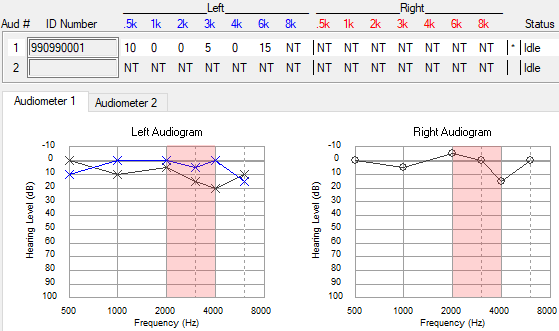 Left Right
Aud # ID Number .5k 1k 2k 3k 4k 6k 8k .5k 1k 2k 3k 4k 6k 8k Status
1 990990001 10 0 0 5 0 15 NT NT NT NT NT NT NT NT * Idle
2 NT NT NT NT NT NT NT NT NT NT NT NT NT NT Idle
Audiometer 1 Audiometer 2
Left Audiogram
Hearing Level (dB)
-10
0
10
20
30
40
50
60
70
80
90
100
500 1000 2000 4000 8000
Frequency (Hz)
Right Audiogram
Hearing Level (dB)
-10
0
10
20
30
40
50
60
70
80
90
100
500 1000 2000 4000 8000
Frequency (Hz)